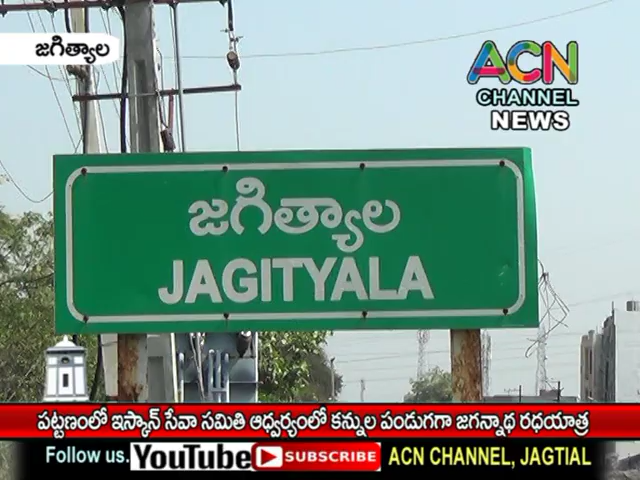 జగిత్యాల
ACN
CHANNEL
NEWS
జగిత్యాల
JAGITYALA
పట్టణంలో ఇస్కాన్ సేవా సమితి ఆధ్వర్యంలో కన్నుల పండుగగా జగన్నాథ రధయాత్ర
Follow us. YouTube SUBSCRIBE ACN CHANNEL, JAGTIAL